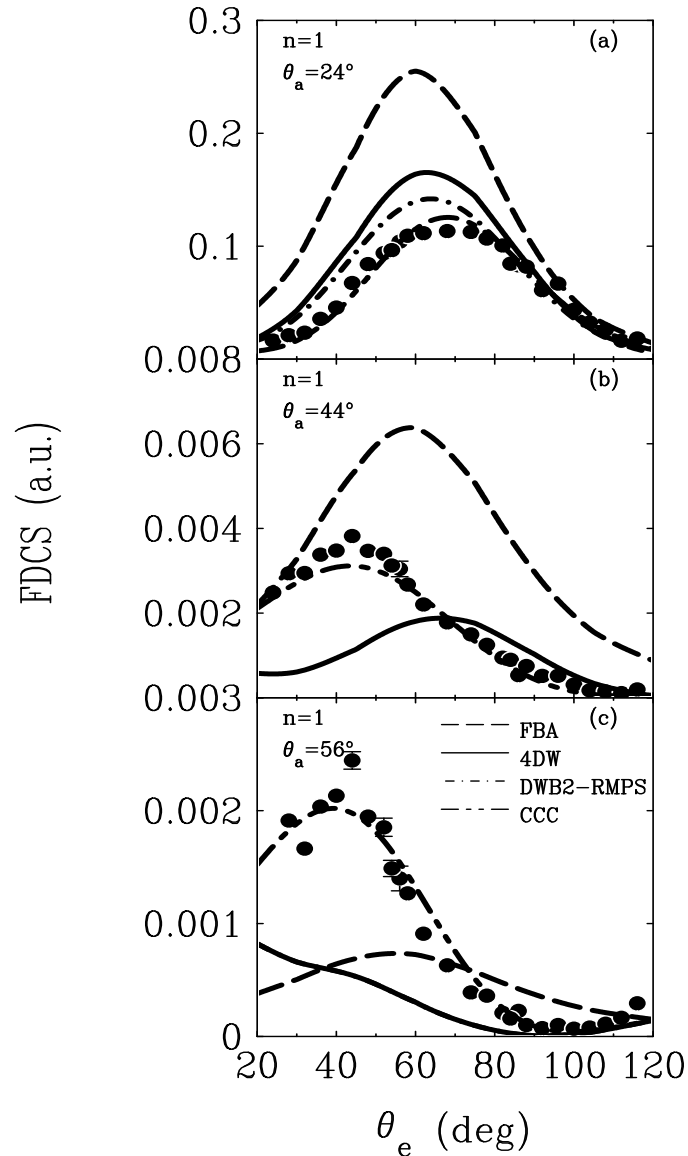 0.3
n=1
(a)
θa=24°
0.2
0.1
0.008
n=1
(b)
θa=44°
0.006
0.004
0.002
0.003
n=1
(c)
θa=56°
FBA
4DW
DWB2-RMPS
CCC
0.002
0.001
0
20 40 60 80 100 120
θe (deg)
FDCS (a.u.)